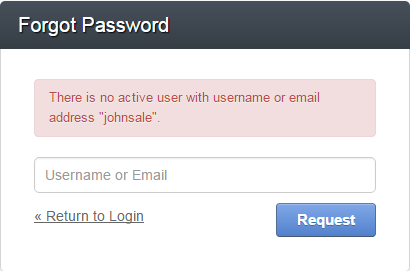 Forgot Password
There is no active user with username or email
address "johnsale".
Username or Email
« Return to Login
Request